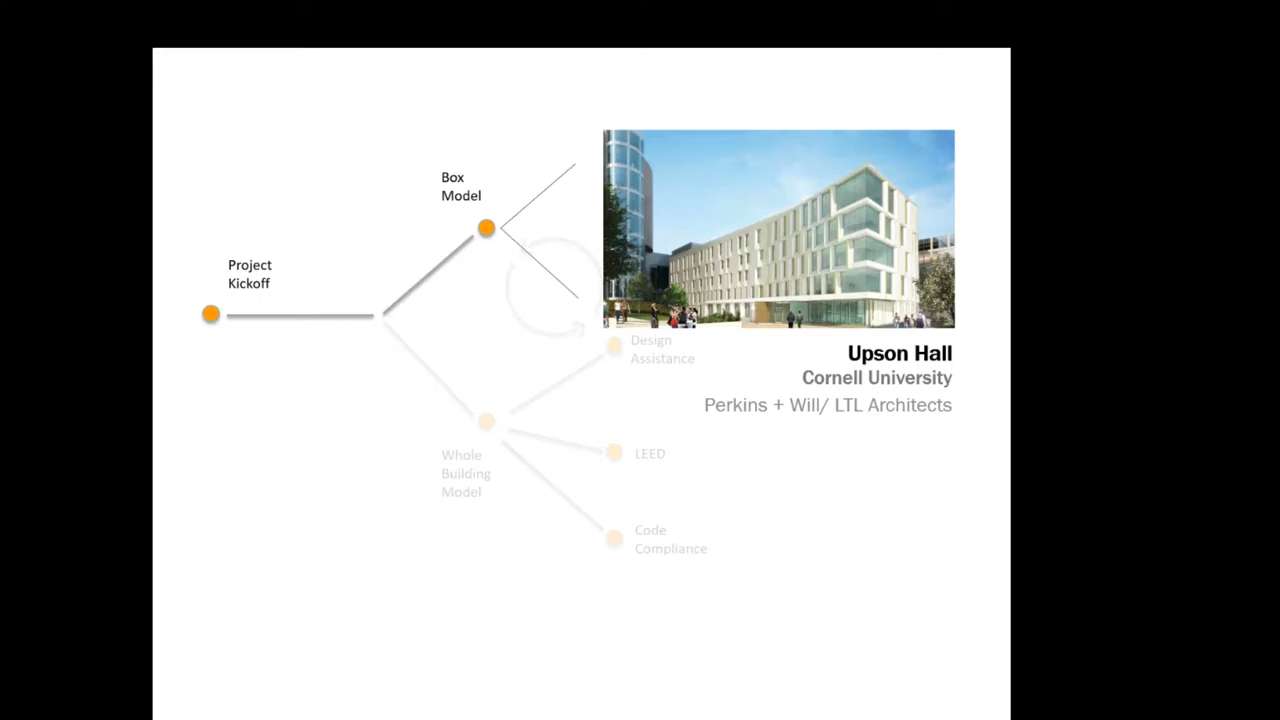 Box
Model
Project
Kickoff
Design
Assistance
Upson Hall
Cornell University
Perkins + Will/ LTL Architects
Whole
Building
Model
LEED
Code
Compliance